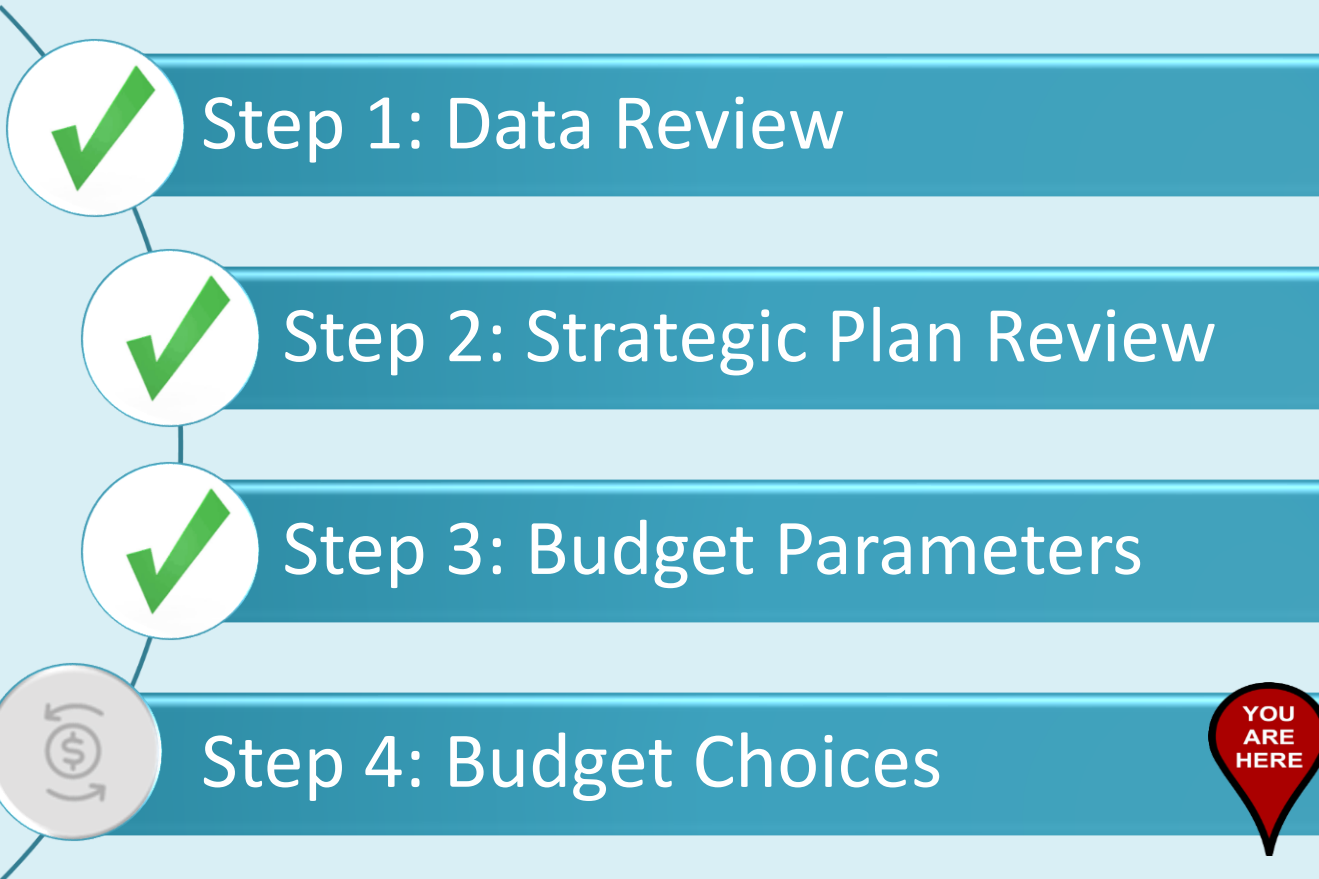 Step 1: Data Review
Step 2: Strategic Plan Review
Step 3: Budget Parameters
Step 4: Budget Choices
YOU
ARE
HERE
$